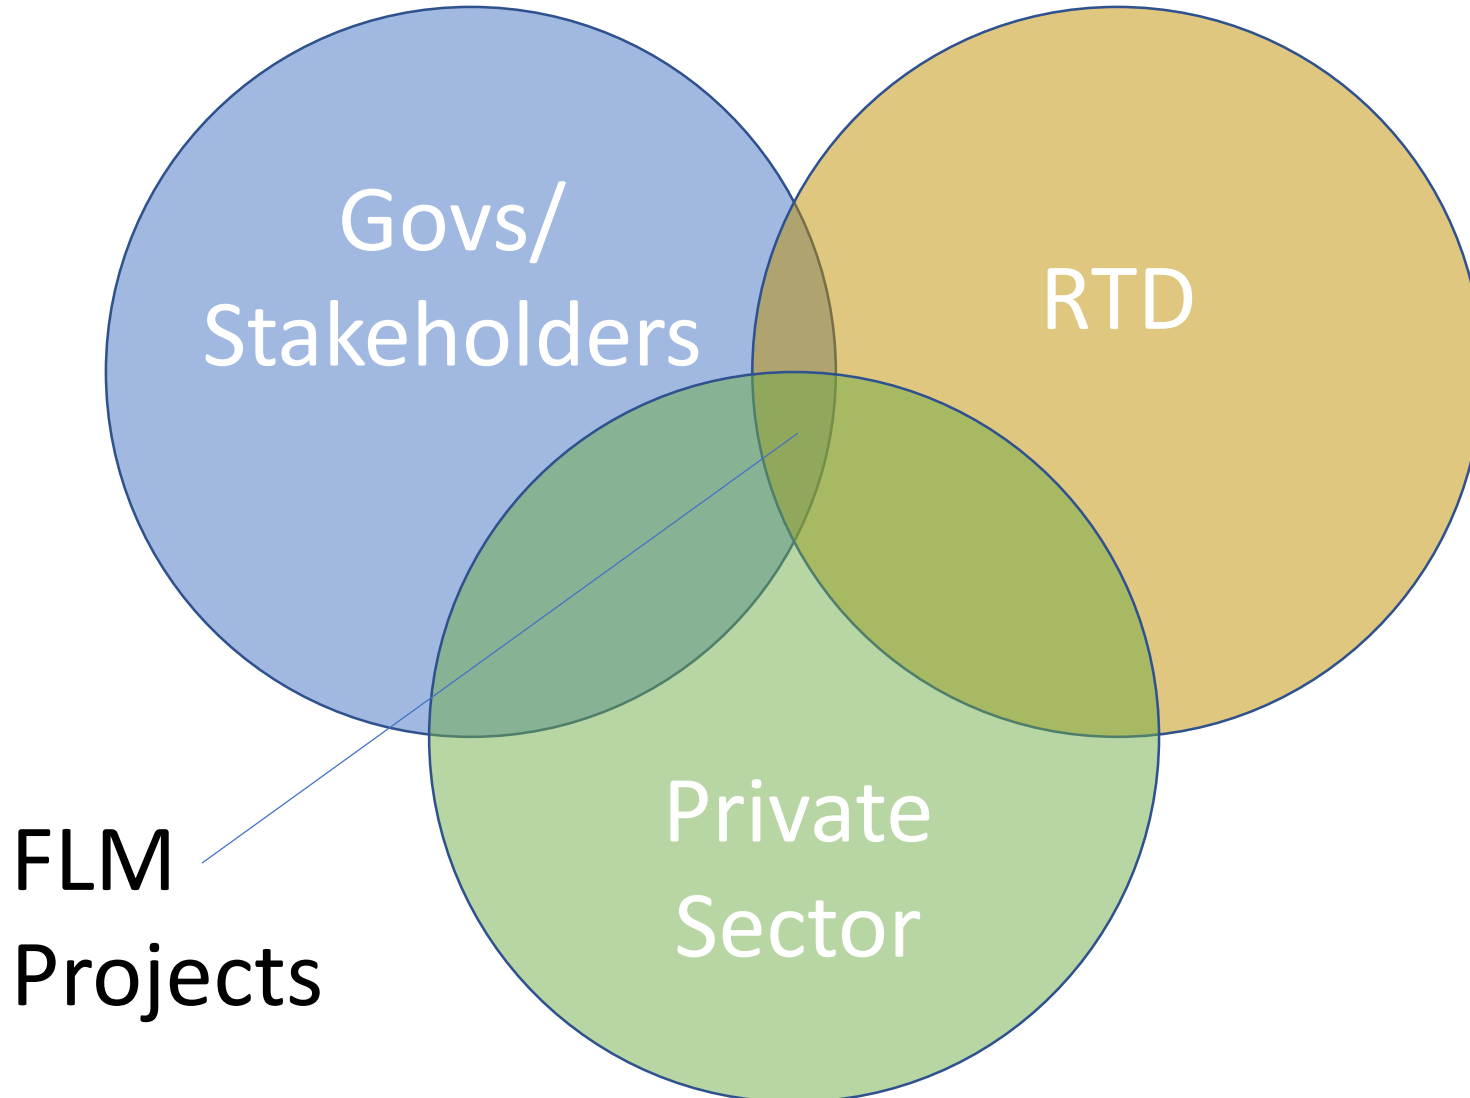 Govs/
Stakeholders
RTD
Private
Sector
FLM
Projects